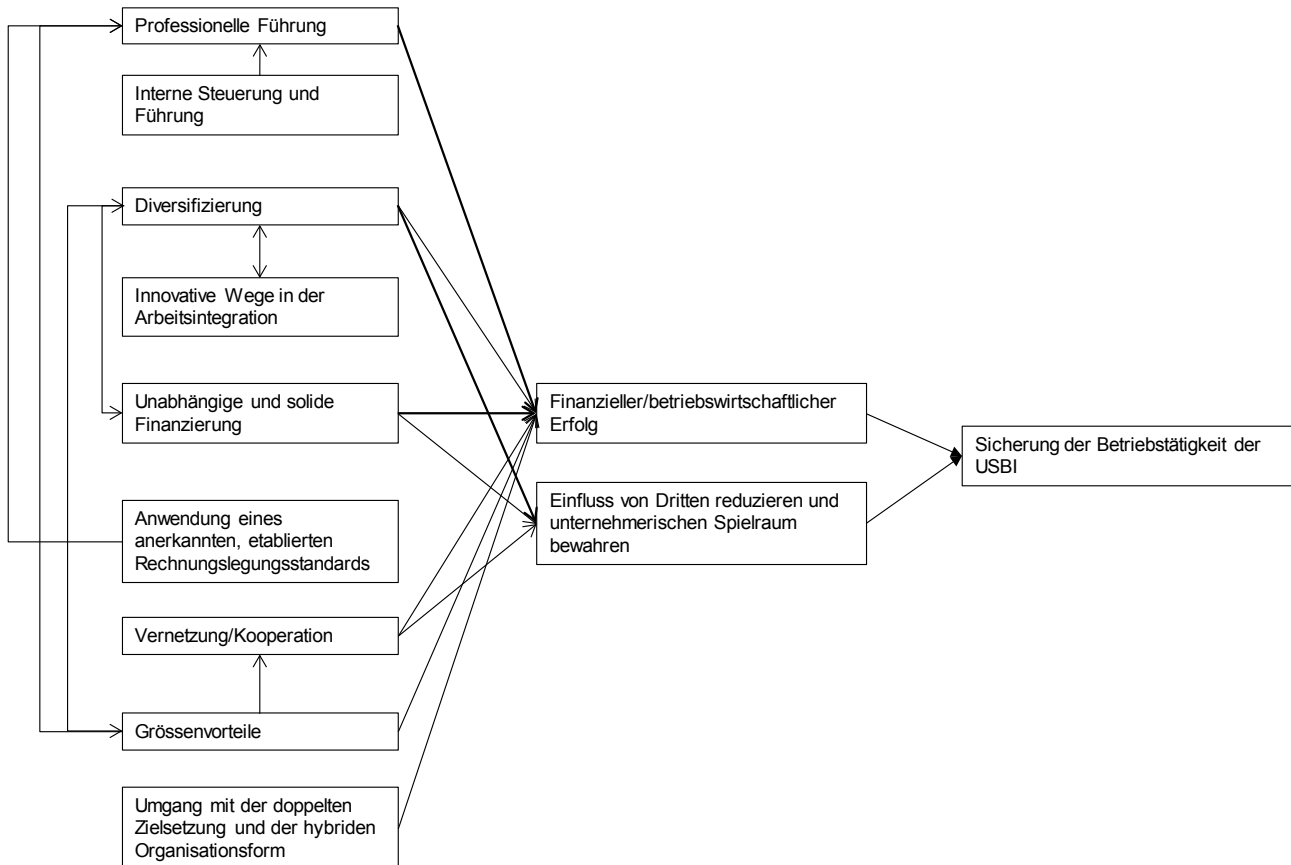 Professionelle Führung
Interne Steuerung und
Führung
Diversifizierung
Innovative Wege in der
Arbeitsintegration
Unabhängige und solide
Finanzierung
Anwendung eines
anerkannten, etablierten
Rechnungslegungsstandards
Vernetzung/Kooperation
Grössenvorteile
Umgang mit der doppelten
Zielsetzung und der hybriden
Organisationsform
Finanzieller/betriebswirtschaftlicher
Erfolg
Einfluss von Dritten reduzieren und
unternehmerischen Spielraum
bewahren
Sicherung der Betriebstätigkeit der
USBI